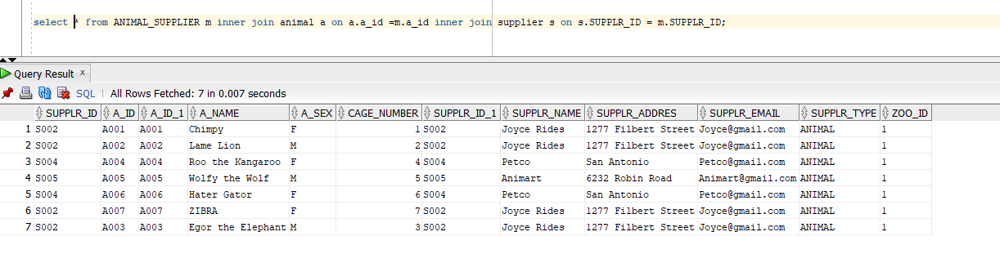 select * from ANIMAL_SUPPLIER m inner join animal a on a.a_id =m.a_id inner join supplier s on s.SUPPLR_ID = m.SUPPLR_ID;
Query Result x
SQL | All Rows Fetched: 7 in 0.007 seconds
SUPPLR_ID A_ID A_ID_1 A_NAME A_SEX CAGE_NUMBER SUPPLR_ID_1 SUPPLR_NAME SUPPLR_ADDRES SUPPLR_EMAIL SUPPLR_TYPE ZOO_ID
1 S002 A001 A001 Chimpy F 1 S002 Joyce Rides 1277 Filbert Street Joyce@gmail.com ANIMAL 1
2 S002 A002 A002 Lame Lion M 2 S002 Joyce Rides 1277 Filbert Street Joyce@gmail.com ANIMAL 1
3 S004 A004 A004 Roo the Kangaroo F 4 S004 Petco San Antonio Petco@gmail.com ANIMAL 1
4 S005 A005 A005 Wolfy the Wolf M 5 S005 Animart 6232 Robin Road Animart@gmail.com ANIMAL 1
5 S004 A006 A006 Hater Gator F 6 S004 Petco San Antonio Petco@gmail.com ANIMAL 1
6 S002 A007 A007 ZIBRA F 7 S002 Joyce Rides 1277 Filbert Street Joyce@gmail.com ANIMAL 1
7 S002 A003 A003 Egor the Elephant M 3 S002 Joyce Rides 1277 Filbert Street Joyce@gmail.com ANIMAL 1